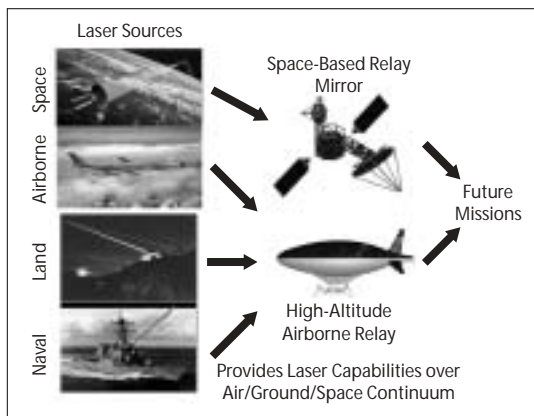 Laser Sources
Space
Airborne
Land
Naval
Space-Based Relay
Mirror
Future
Missions
High-Altitude
Airborne Relay
Provides Laser Capabilities over
Air/Ground/Space Continuum